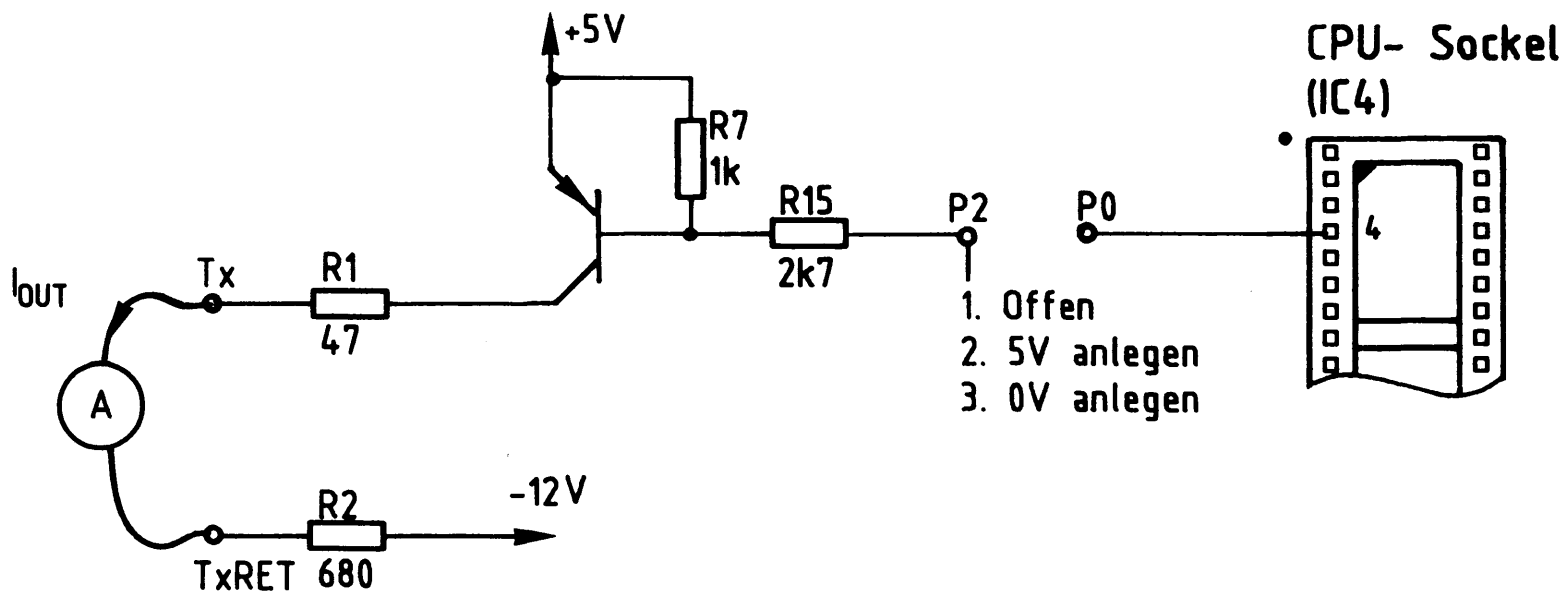 +5V
CPU- Sockel
(IC4)
R7
1k
R15
2k7
P2
P0
4
IOUT
Tx
R1
47
1. Offen
2. 5V anlegen
3. 0V anlegen
A
R2
-12V
TxRET 680